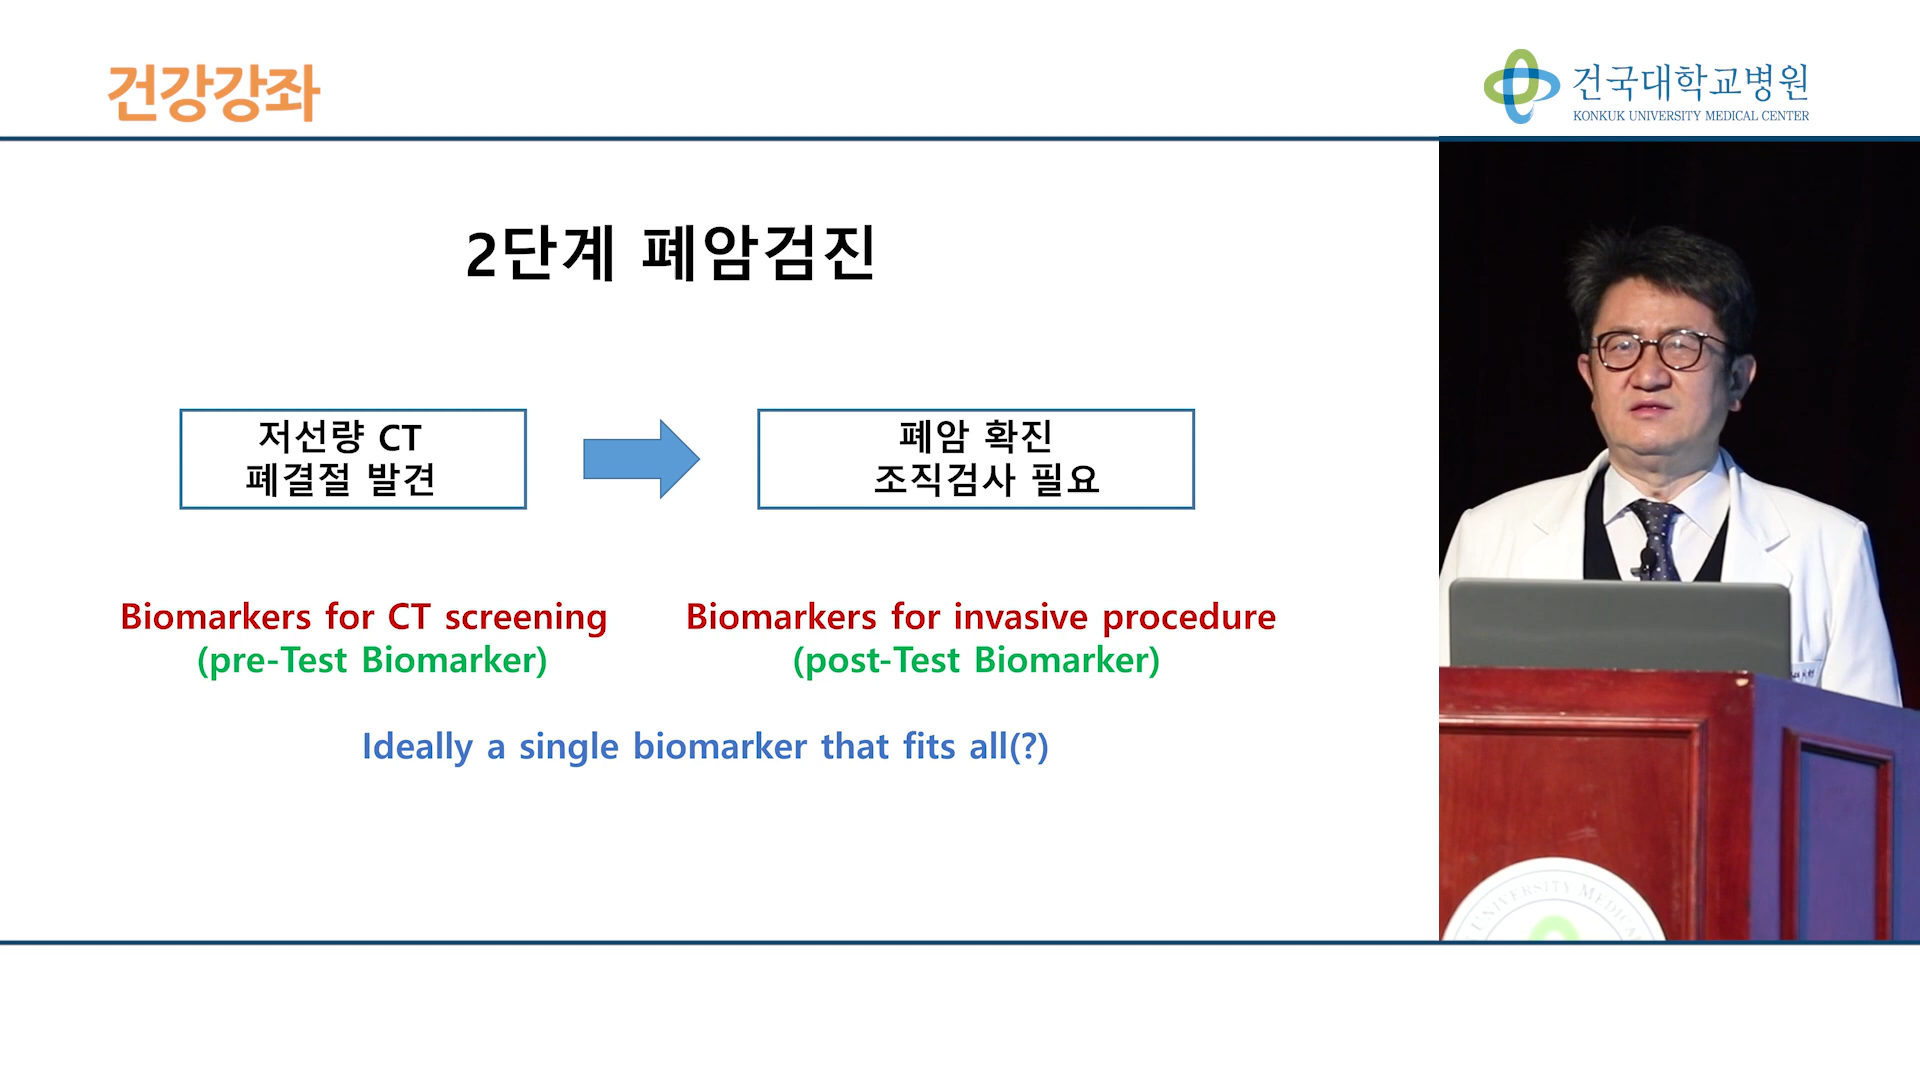 건강강좌
건국대학교병원
KONKUK UNIVERSITY MEDICAL CENTER
2단계 폐암검진
저선량 CT
폐결절 발견
폐암 확진
조직검사 필요
Biomarkers for CT screening
(pre-Test Biomarker)
Biomarkers for invasive procedure
(post-Test Biomarker)
Ideally a single biomarker that fits all(?)
UNIVERSITY MEDICAL